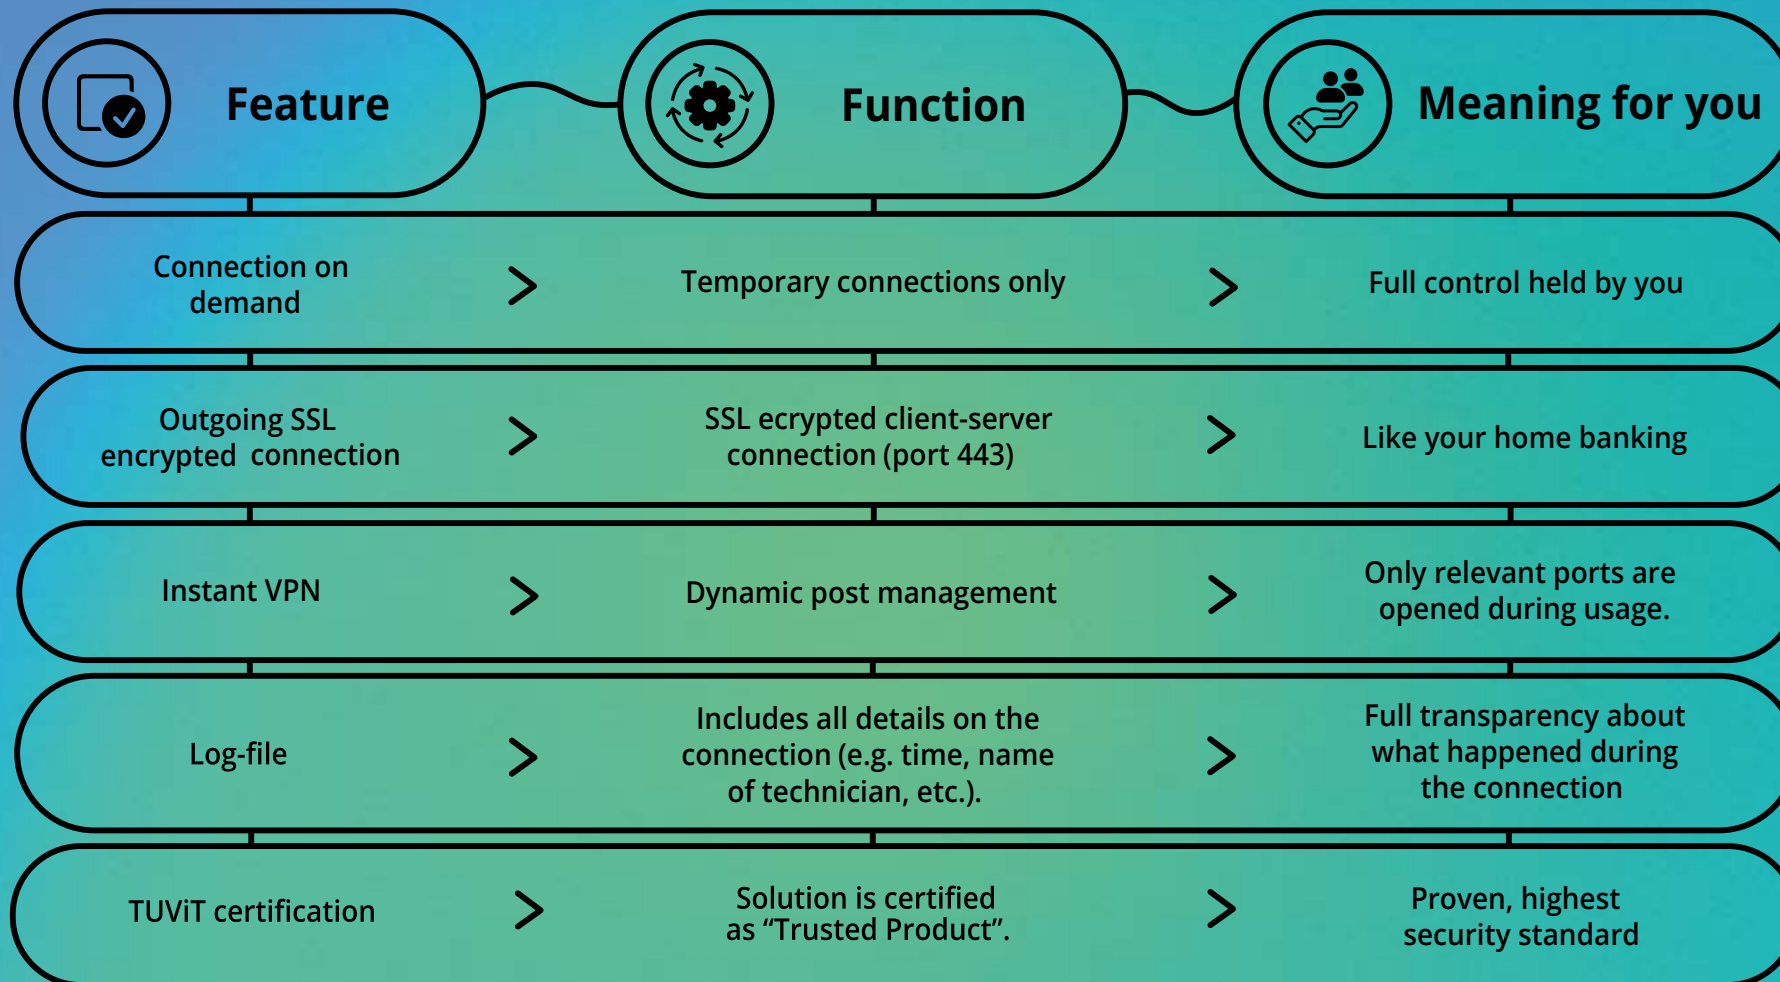 Feature
Function
Meaning for you
Connection on
demand
Temporary connections only
Full control held by you
Outgoing SSL
encrypted connection
SSL ecrypted client-server
connection (port 443)
Like your home banking
Instant VPN
Dynamic post management
Only relevant ports are
opened during usage.
Log-file
Includes all details on the
connection (e.g. time, name
of technician, etc.).
Full transparency about
what happened during
the connection
TUViT certification
Solution is certified
as “Trusted Product”.
Proven, highest
security standard